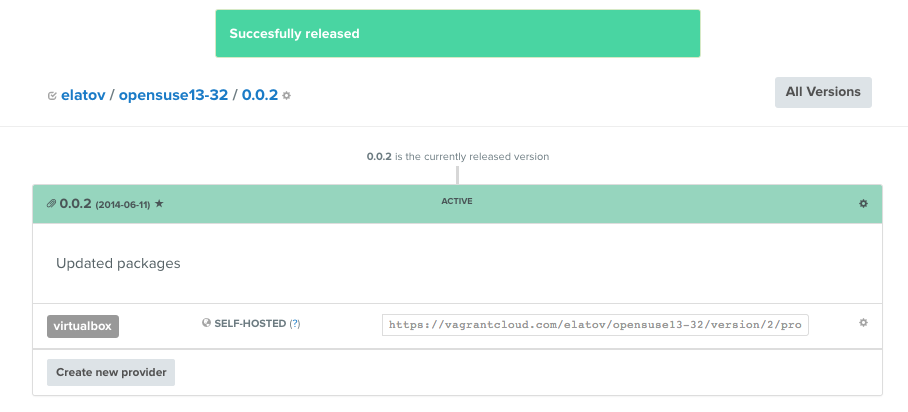 Succesfully released
elatov / opensuse13-32 / 0.0.2
All Versions
0.0.2 is the currently released version
0.0.2 (2014-06-11) ★ ACTIVE
Updated packages
virtualbox SELF-HOSTED (?) https://vagrantcloud.com/elatov/opensuse13-32/version/2/pro
Create new provider